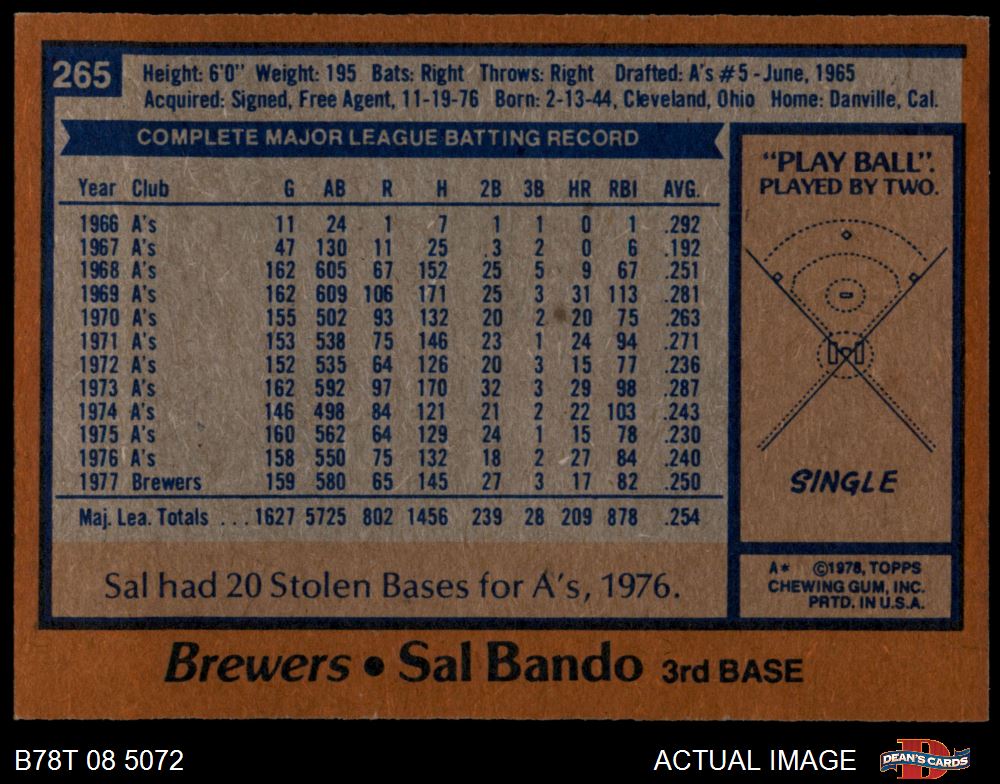 265
Height: 6'0" Weight: 195 Bats: Right Throws: Right Drafted: A's #5 - June, 1965
Acquired: Signed, Free Agent, 11-19-76 Born: 2-13-44, Cleveland, Ohio Home: Danville, Cal.
COMPLETE MAJOR LEAGUE BATTING RECORD
Year Club G AB R H 2B 3B HR RBI AVG.
1966 A's 11 24 1 7 1 1 0 1 .292
1967 A's 47 130 11 25 3 2 0 6 .192
1968 A's 162 605 67 152 25 5 9 67 .251
1969 A's 162 609 106 171 25 3 31 113 .281
1970 A's 155 502 93 132 20 2 20 75 .263
1971 A's 153 538 75 146 23 1 24 94 .271
1972 A's 152 535 64 126 20 3 15 77 .236
1973 A's 162 592 97 170 32 3 29 98 .287
1974 A's 146 498 84 121 21 2 22 103 .243
1975 A's 160 562 64 129 24 1 15 78 .230
1976 A's 158 550 75 132 18 2 27 84 .240
1977 Brewers 159 580 65 145 27 3 17 82 .250
Maj. Lea. Totals ... 1627 5725 802 1456 239 28 209 878 .254
Sal had 20 Stolen Bases for A's, 1976.
"PLAY BALL".
PLAYED BY TWO.
SINGLE
A* ©1978, TOPPS
CHEWING GUM, INC.
PRTD. IN U.S.A.
Brewers • Sal Bando 3rd BASE
B78T 08 5072
ACTUAL IMAGE
D
DEAN'S CARDS